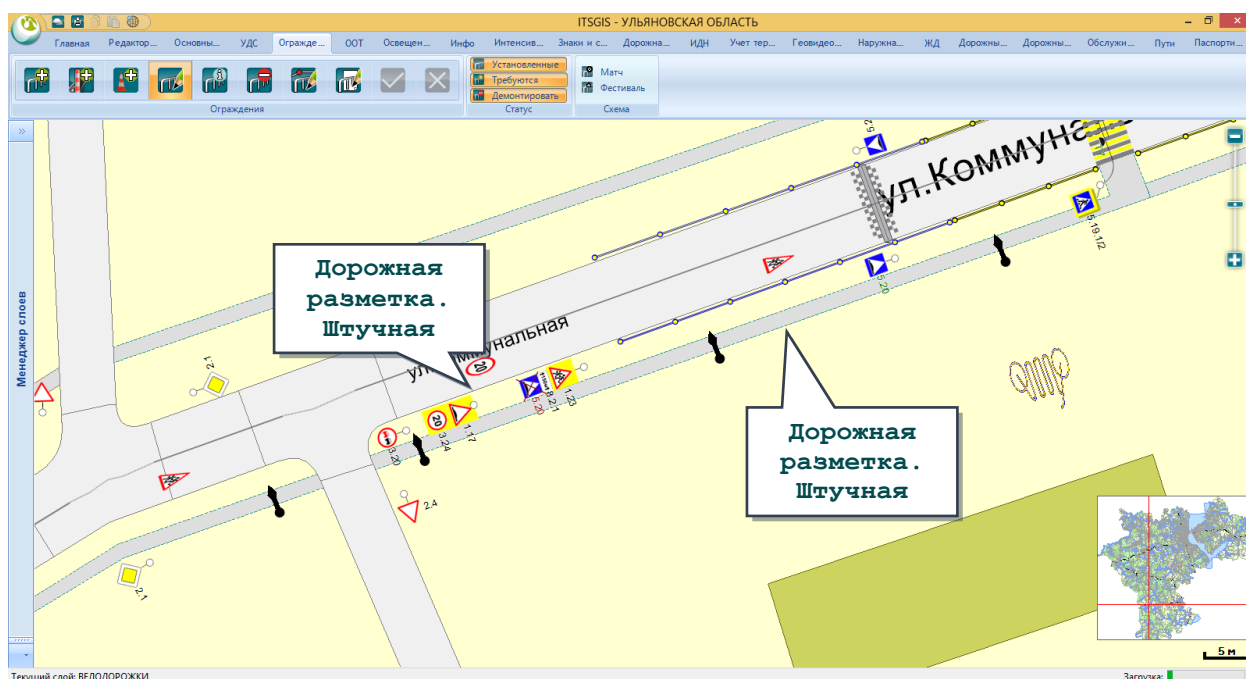 ITSGIS - УЛЬЯНОВСКАЯ ОБЛАСТЬ
Главная Редактор... Основны... УДС Огражде... ООТ Освещен... Инфо Интенсив... Знаки и с... Дорожна... ИДН Учет тер... Геовидео... Наружна... ЖД Дорожны... Дорожны... Обслужи... Пути Паспорти...
Установленные
Требуются
Демонтировать
Матч
Фестиваль
Ограждения Статус Схема
Менеджер слоев
ул.Коммуна
5.19.1/2
5.20
Дорожная
разметка.
Штучная
мунальная
20
2.1
5.20
8.2.1
1.23
20
3.24
1.17
3.20
2.4
2.1
Дорожная
разметка.
Штучная
5 м
Текущий слой: ВЕЛОДОРОЖКИ
Загрузка: